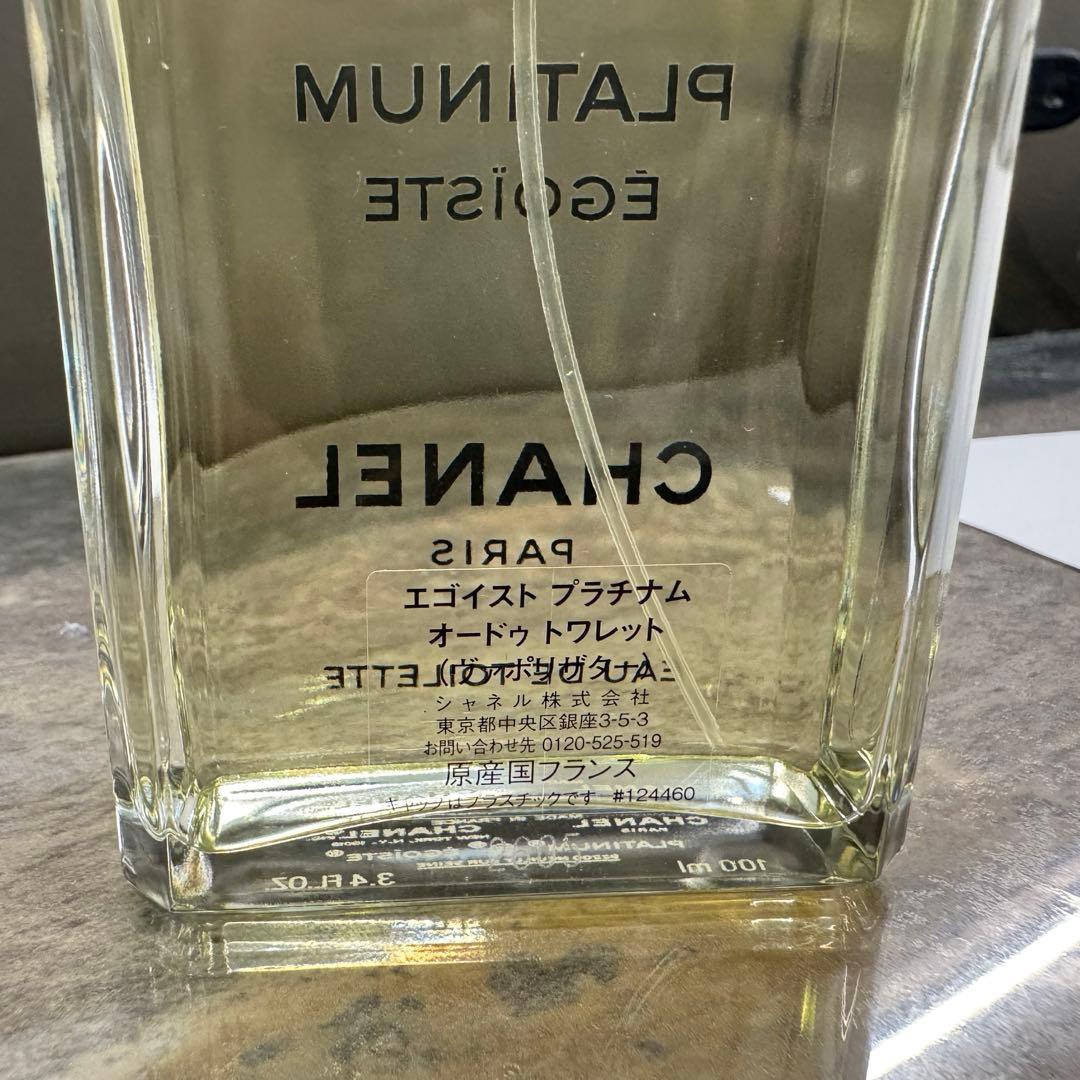 PLATINUM
ÉGOÏSTE
CHANEL
PARIS
エゴイスト プラチナム
オードゥ トワレット
(ヴァポリザター)
EAU DE TOILETTE
シャネル株式会社
東京都中央区銀座3-5-3
お問い合わせ先 0120-525-519
原産国フランス
キャップはプラスチックです #124460
CHANEL
PARIS
PLATINUM
ÉGOÏSTE
100 ml
3.4 FL.OZ.